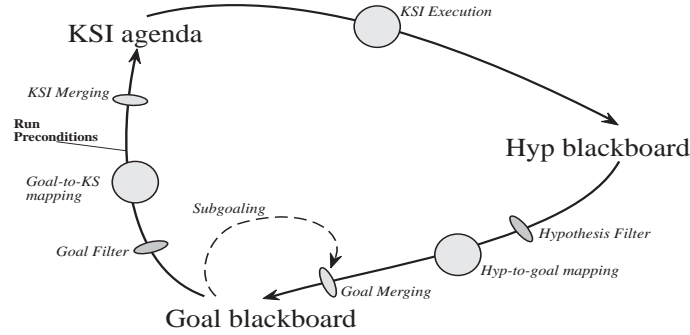 KSI Execution
KSI agenda
KSI Merging
Run
Preconditions
Hyp blackboard
Goal-to-KS
mapping
Subgoaling
Hypothesis Filter
Goal Filter
Hyp-to-goal mapping
Goal Merging
Goal blackboard